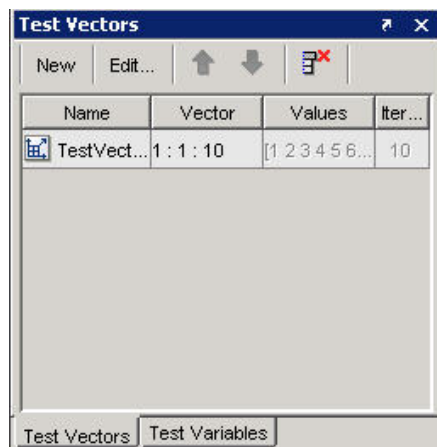 Test Vectors
New Edit...
Name Vector Values Iter...
TestVect... 1 : 1 : 10 [1 2 3 4 5 6... 10
Test Vectors Test Variables